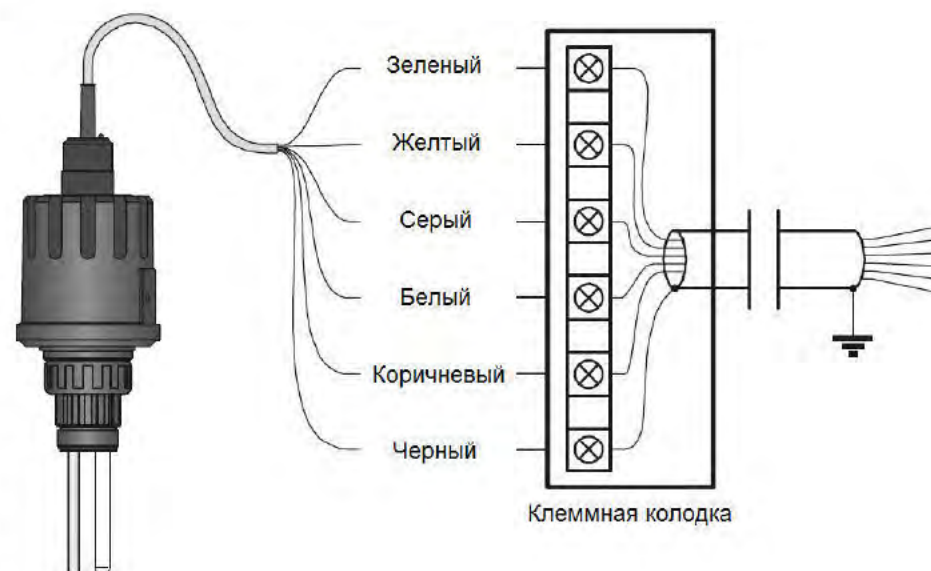 Зеленый
Желтый
Серый
Белый
Коричневый
Черный
Клеммная колодка